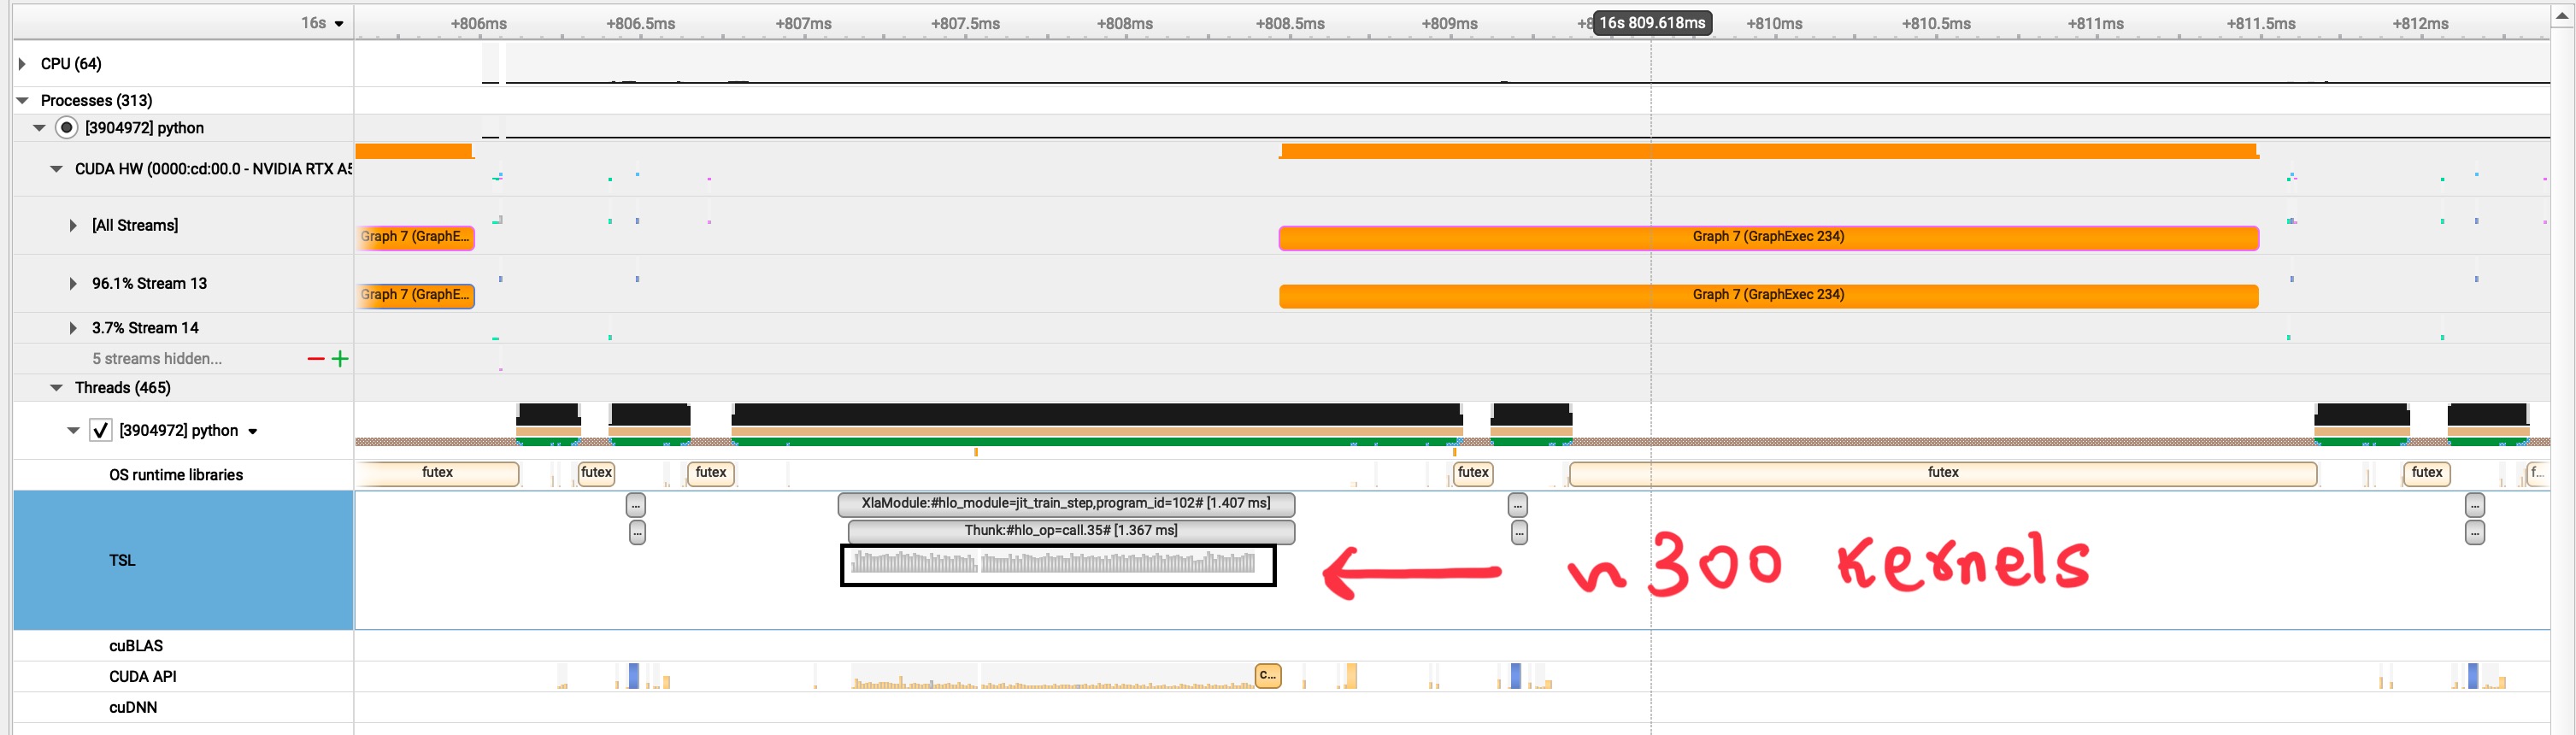 16s +806ms +806.5ms +807ms +807.5ms +808ms +808.5ms +809ms 16s 809.618ms +810ms +810.5ms +811ms +811.5ms +812ms
CPU (64)
Processes (313)
[3904972] python
CUDA HW (0000:cd:00.0 - NVIDIA RTX A5
[All Streams]
Graph 7 (GraphE... Graph 7 (GraphExec 234)
96.1% Stream 13
Graph 7 (GraphE... Graph 7 (GraphExec 234)
3.7% Stream 14
5 streams hidden...
Threads (465)
[3904972] python
OS runtime libraries futex futex futex futex futex futex f...
... XlaModule:#hlo_module=jit_train_step,program_id=102# [1.407 ms] ... ...
... Thunk:#hlo_op=call.35# [1.367 ms] ... ...
TSL
~300 Kernels
cuBLAS
CUDA API C...
cuDNN